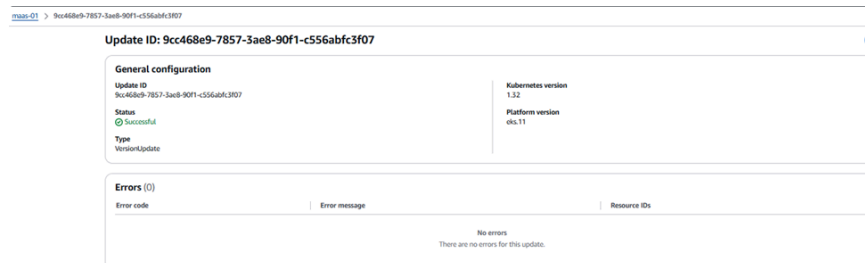 maas-01 > 9cc468e9-7857-3ae8-90f1-c556abfc3f07
Update ID: 9cc468e9-7857-3ae8-90f1-c556abfc3f07
General configuration
Update ID
9cc468e9-7857-3ae8-90f1-c556abfc3f07
Status
Successful
Type
VersionUpdate
Kubernetes version
1.32
Platform version
eks.11
Errors (0)
Error code Error message Resource IDs
No errors
There are no errors for this update.